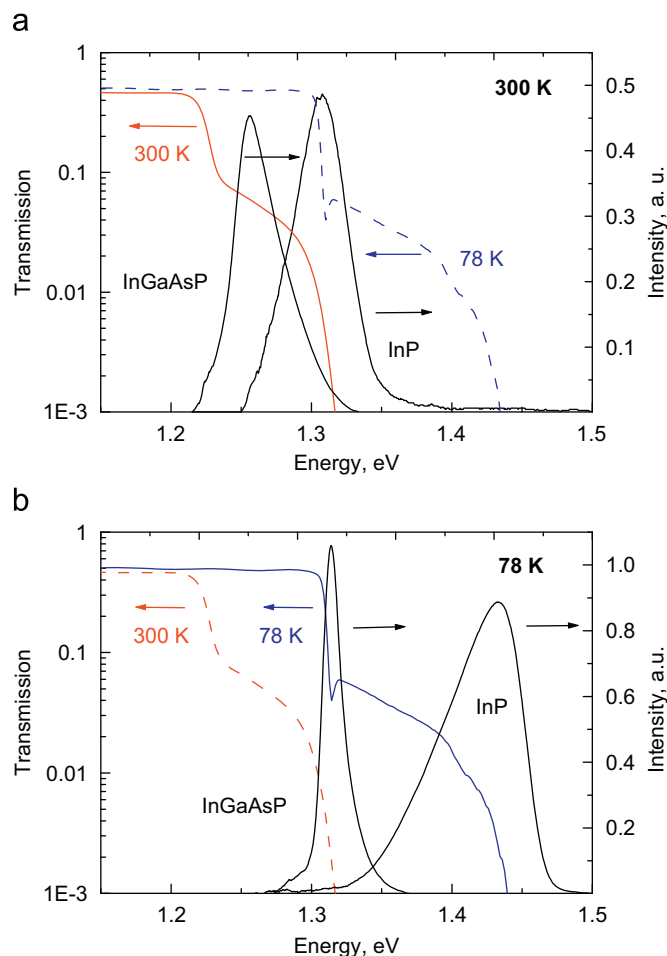 a
1
0.1
0.01
1E-3
Transmission
300 K
300 K
78 K
InGaAsP
InP
0.5
0.4
0.3
0.2
0.1
Intensity, a. u.
1.2
1.3
1.4
1.5
Energy, eV
b
1
0.1
0.01
1E-3
Transmission
78 K
300 K
78 K
InGaAsP
InP
1.0
0.8
0.6
0.4
0.2
Intensity, a.u.
1.2
1.3
1.4
1.5
Energy, eV